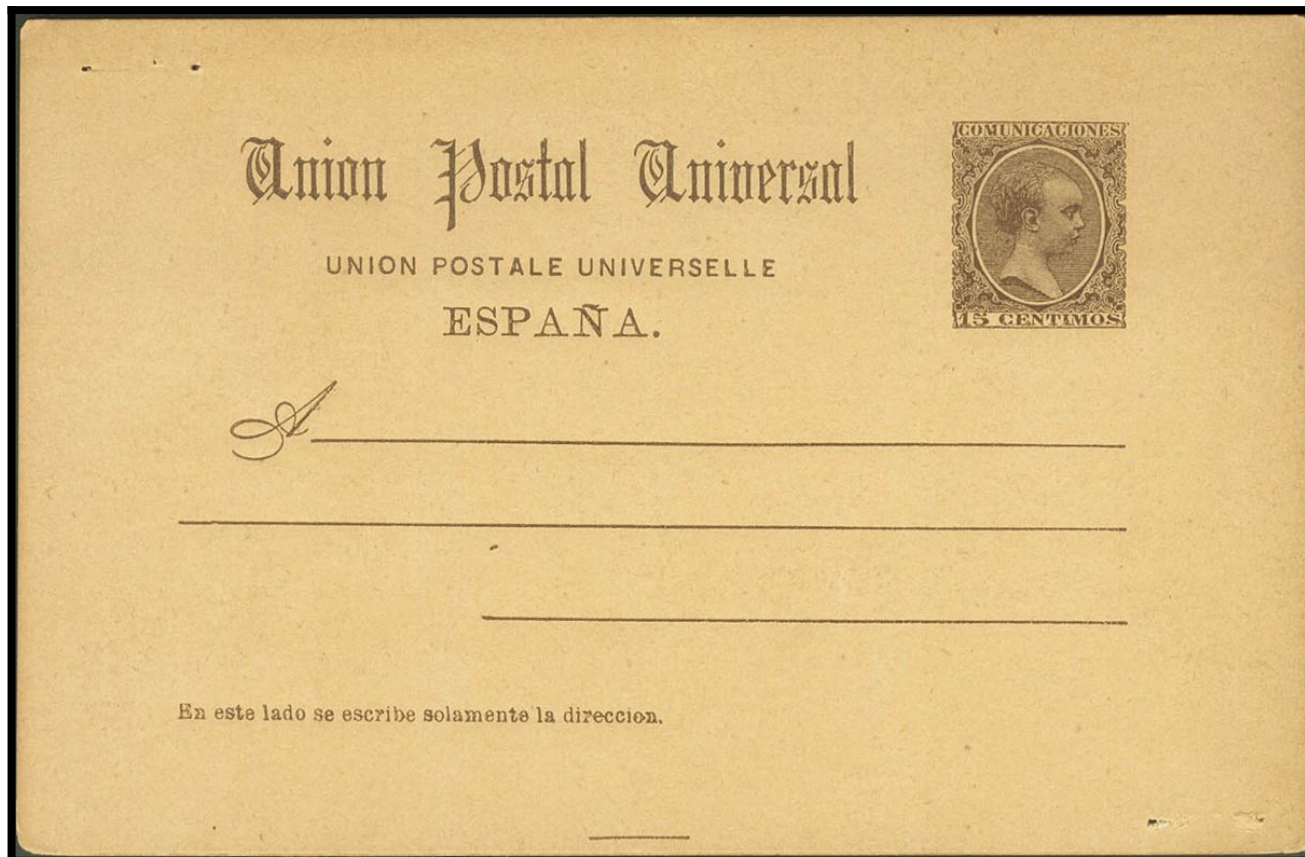 Union Postal Universal
UNION POSTALE UNIVERSELLE
ESPAÑA.
COMUNICACIONES
15 CENTIMOS
A
En este lado se escribe solamente la direccion.